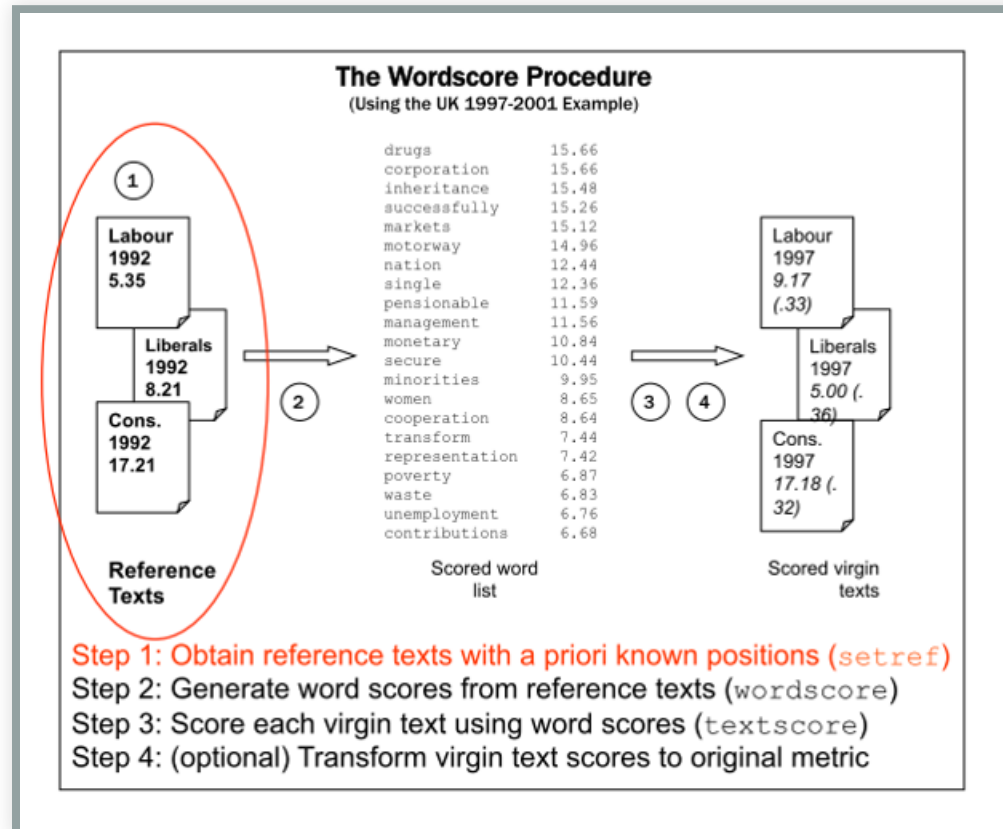 The Wordscore Procedure
(Using the UK 1997-2001 Example)
1
Labour
1992
5.35
Liberals
1992
8.21
Cons.
1992
17.21
Reference
Texts
2
drugs 15.66
corporation 15.66
inheritance 15.48
successfully 15.26
markets 15.12
motorway 14.96
nation 12.44
single 12.36
pensionable 11.59
management 11.56
monetary 10.84
secure 10.44
minorities 9.95
women 8.65
cooperation 8.64
transform 7.44
representation 7.42
poverty 6.87
waste 6.83
unemployment 6.76
contributions 6.68
Scored word
list
3 4
Labour
1997
9.17
(.33)
Liberals
1997
5.00 (.
36)
Cons.
1997
17.18 (.
32)
Scored virgin
texts
Step 1: Obtain reference texts with a priori known positions (setref)
Step 2: Generate word scores from reference texts (wordscore)
Step 3: Score each virgin text using word scores (textscore)
Step 4: (optional) Transform virgin text scores to original metric